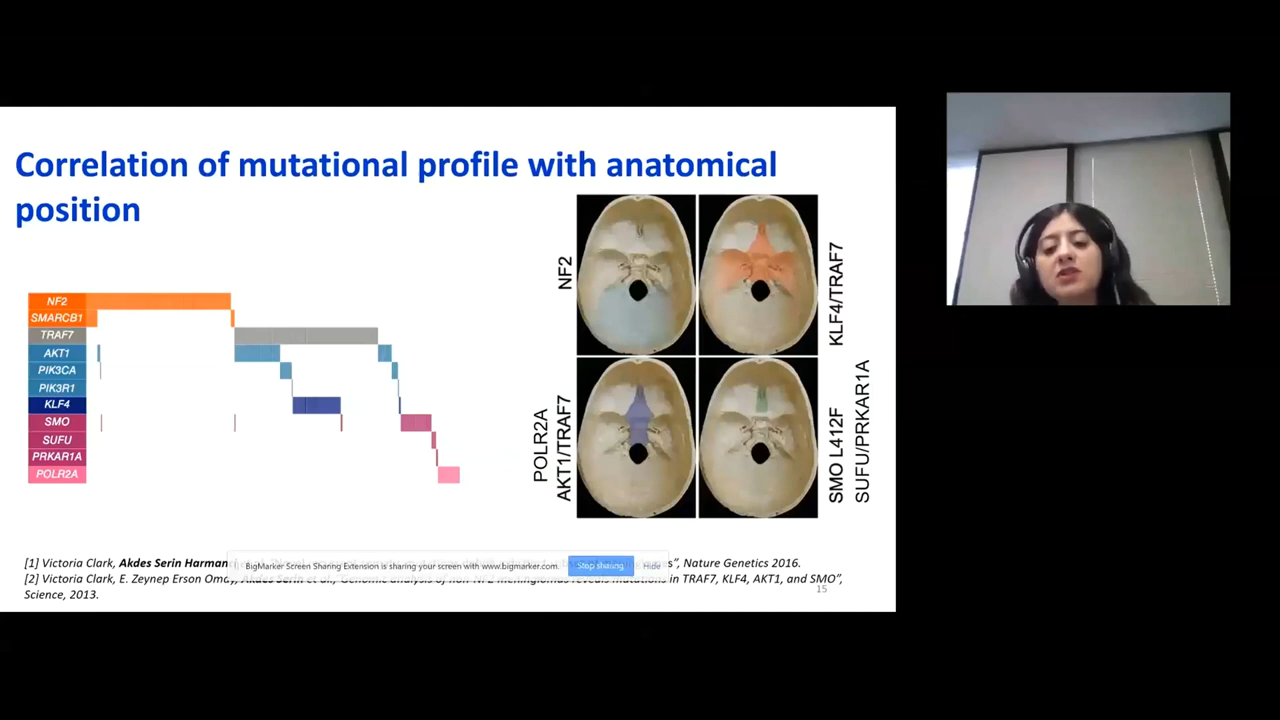 Correlation of mutational profile with anatomical
position
NF2
SMARCB1
TRAF7
AKT1
PIK3CA
PIK3R1
KLF4
SMO
SUFU
PRKAR1A
POLR2A
NF2
KLF4/TRAF7
POLR2A
AKT1/TRAF7
SMO L412F
SUFU/PRKAR1A
[1] Victoria Clark, Akdes Serin Harmanci
s”, Nature Genetics 2016.
BigMarker Screen Sharing Extension is sharing your screen with www.bigmarker.com.
Stop sharing
Hide
[2] Victoria Clark, E. Zeynep Erson Omay, Akdes Serin et al., “Genomic analysis of non-NF2 meningiomas reveals mutations in TRAF7, KLF4, AKT1, and SMO”,
Science, 2013.
15